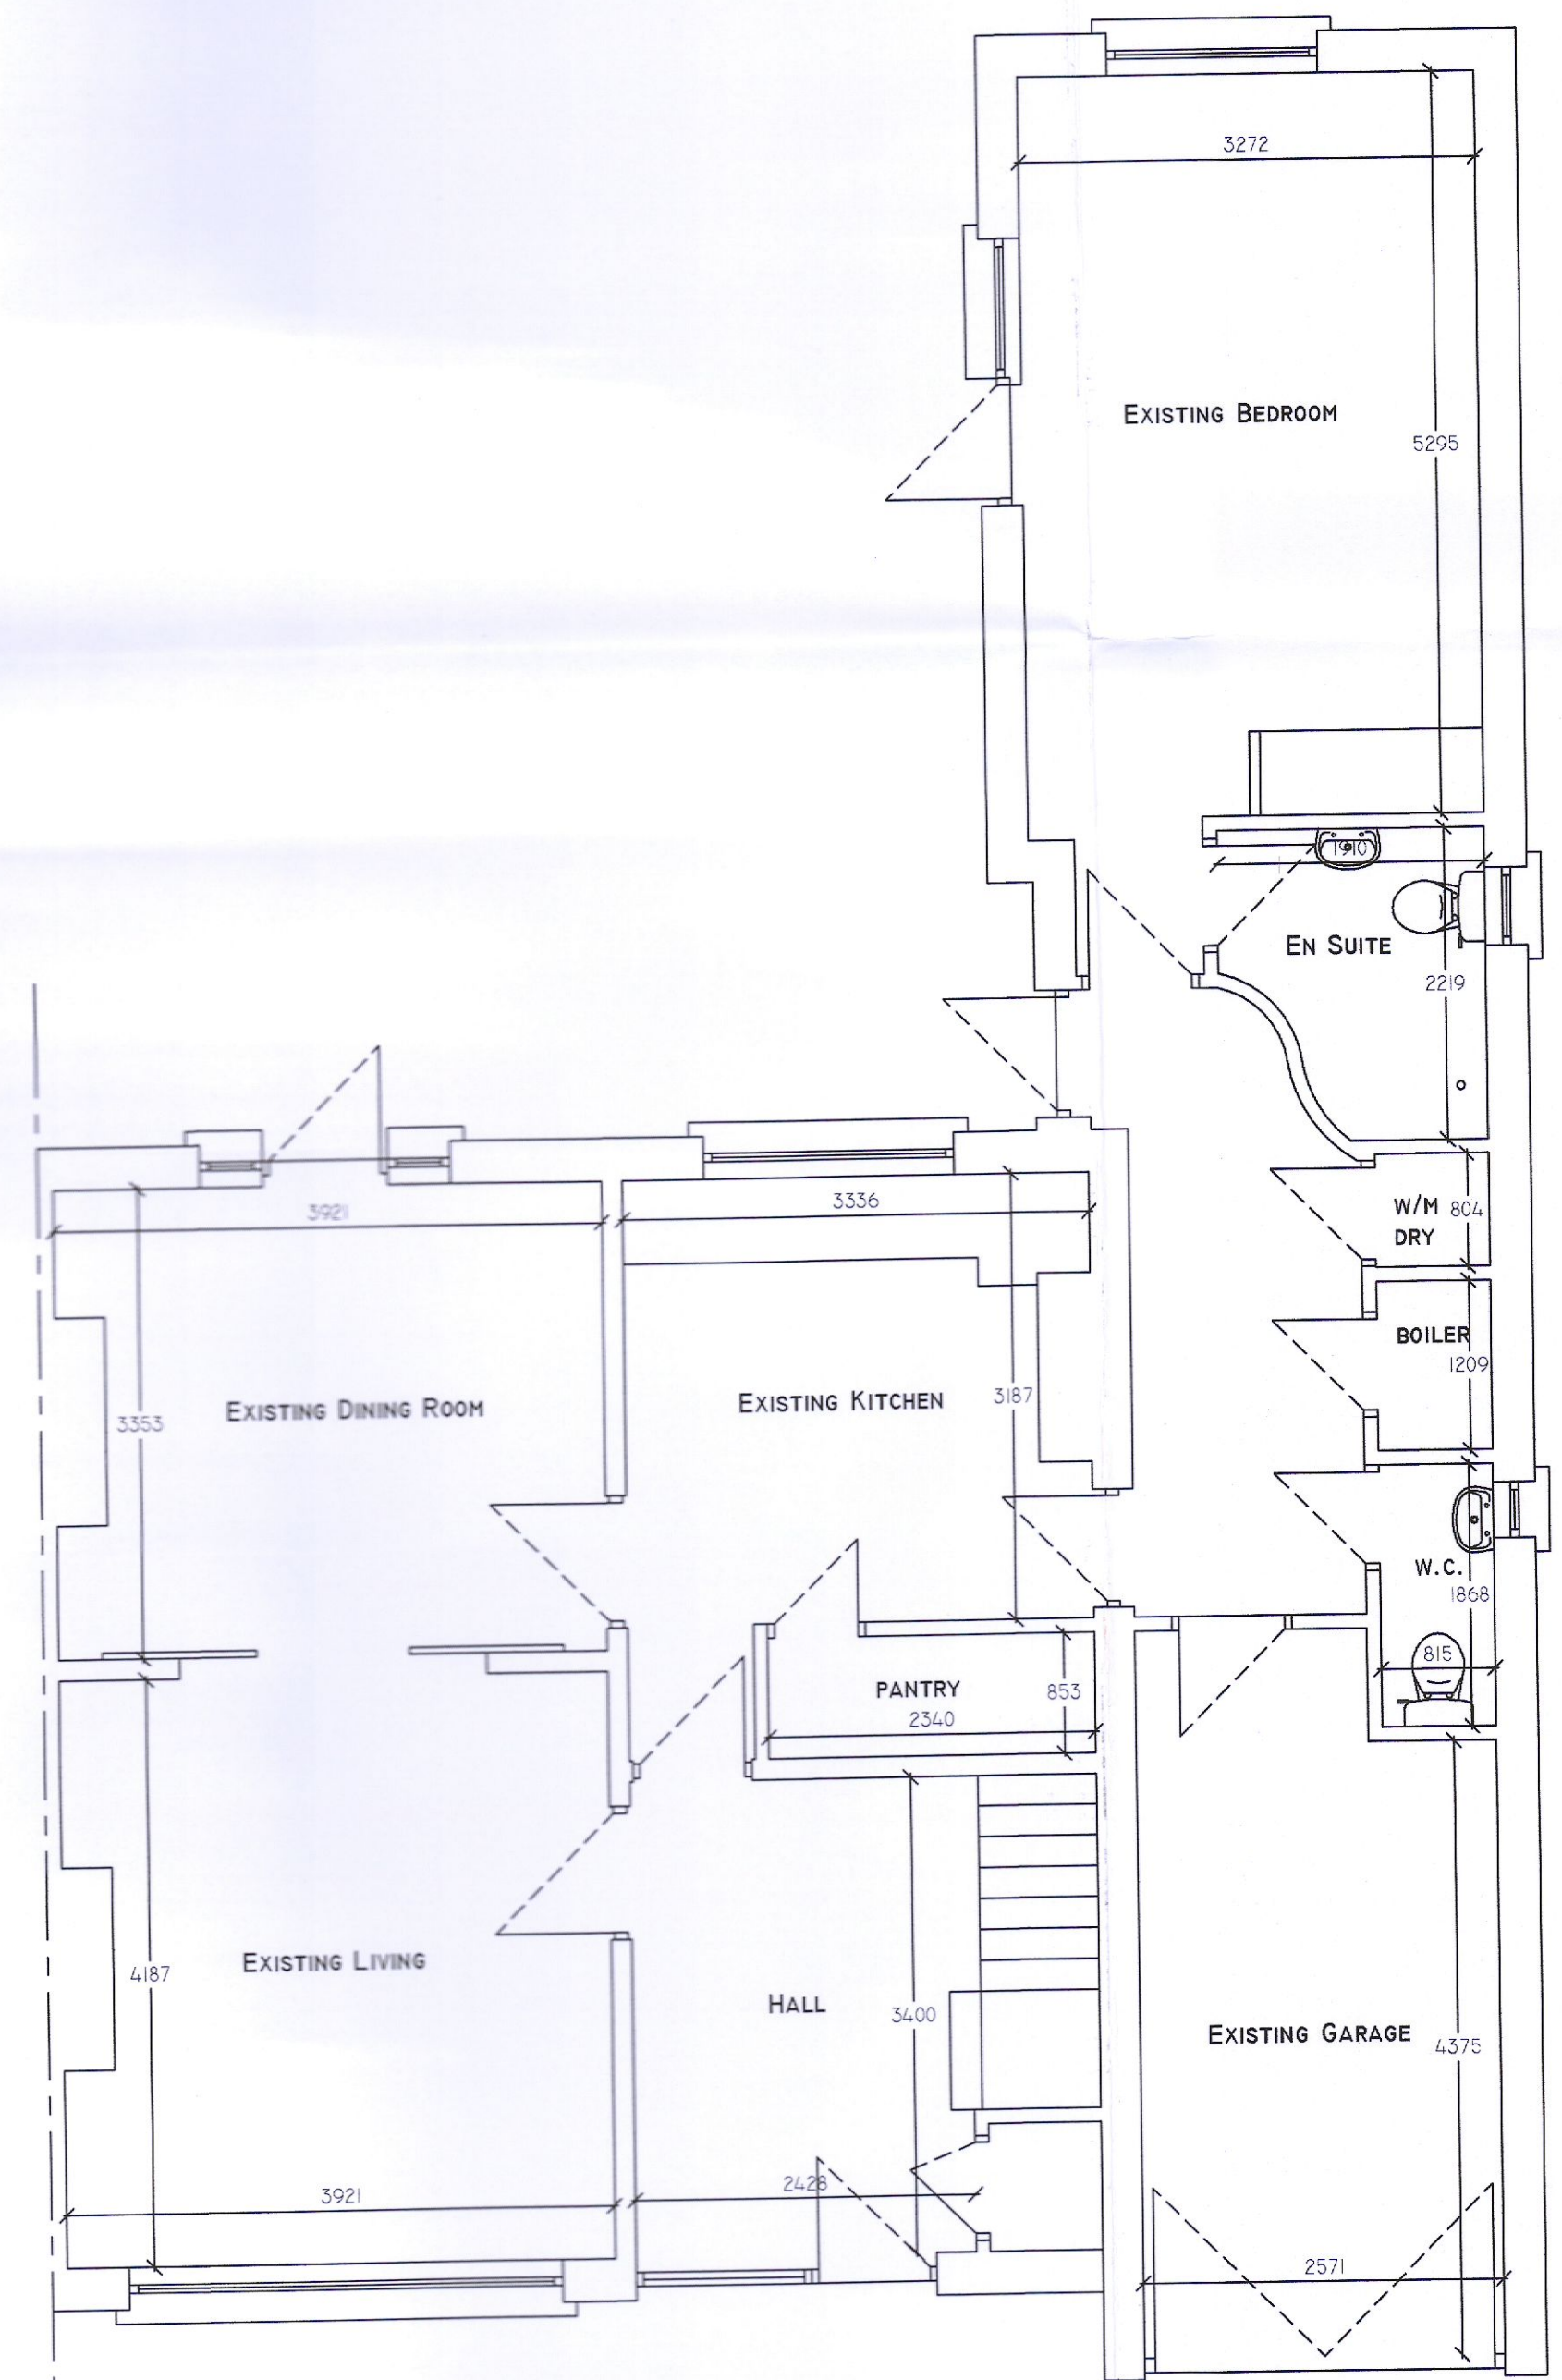 3272
EXISTING BEDROOM
5295
1910
EN SUITE
2219
3921
3336
W/M 804
DRY
BOILER
1209
EXISTING DINING ROOM
EXISTING KITCHEN
3187
3353
W.C.
1868
815
PANTRY
853
2340
EXISTING LIVING
4187
HALL
3400
EXISTING GARAGE
4375
3921
2428
2571